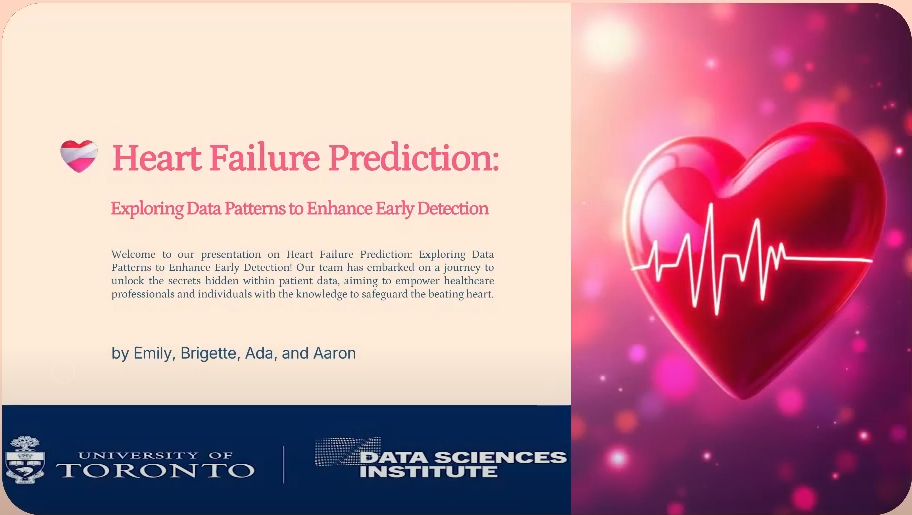 Heart Failure Prediction:
Exploring Data Patterns to Enhance Early Detection
Welcome to our presentation on Heart Failure Prediction: Exploring Data
Patterns to Enhance Early Detection! Our team has embarked on a journey to
unlock the secrets hidden within patient data, aiming to empower healthcare
professionals and individuals with the knowledge to safeguard the beating heart.
by Emily, Brigette, Ada, and Aaron
UNIVERSITY OF
TORONTO
DATA SCIENCES
INSTITUTE